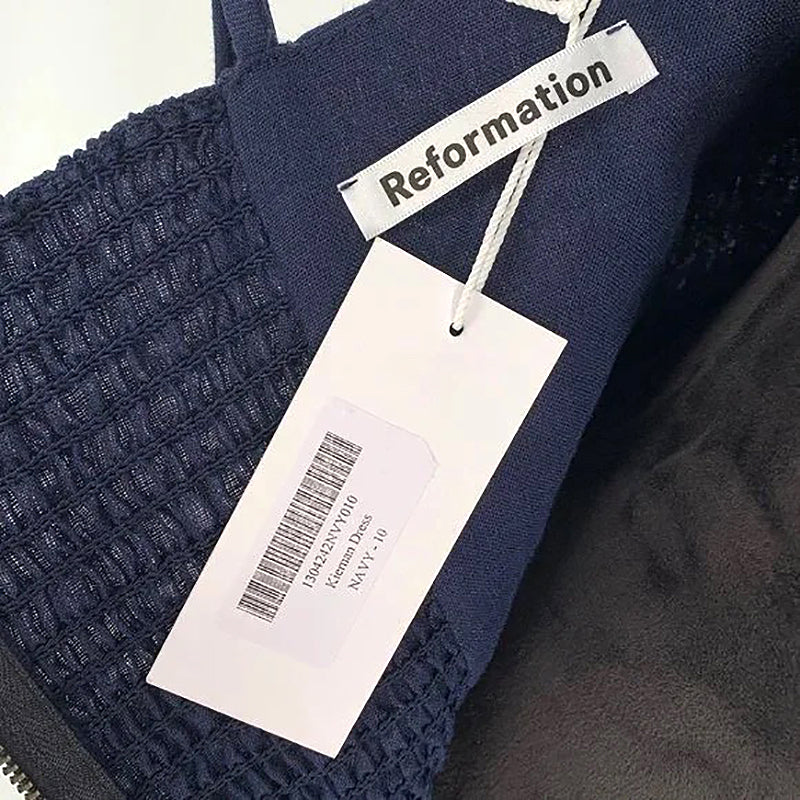 Reformation
1304242NVY010
Kiernan Dress
NAVY - 10